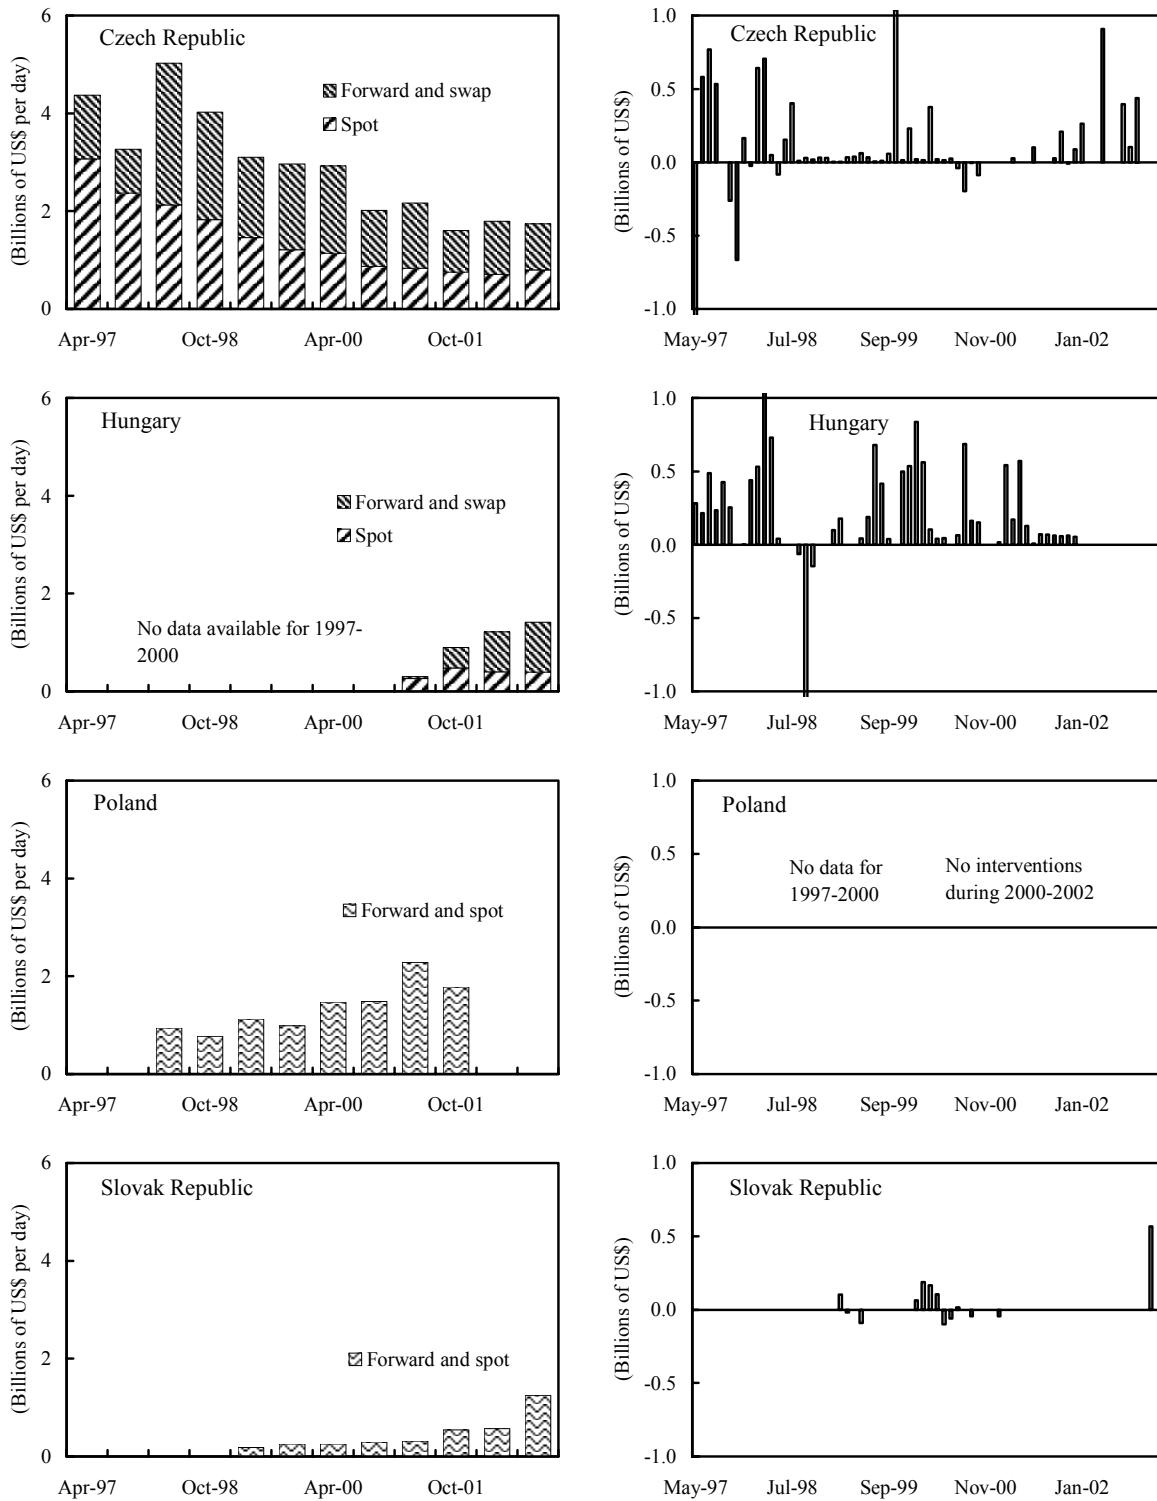 (Billions of US$ per day)
6
4
2
0
Czech Republic
Forward and swap
Spot
Apr-97 Oct-98 Apr-00 Oct-01
(Billions of US$)
1.0
0.5
0.0
-0.5
-1.0
Czech Republic
May-97 Jul-98 Sep-99 Nov-00 Jan-02
(Billions of US$ per day)
6
4
2
0
Hungary
Forward and swap
Spot
No data available for 1997-
2000
Apr-97 Oct-98 Apr-00 Oct-01
(Billions of US$)
1.0
0.5
0.0
-0.5
-1.0
Hungary
May-97 Jul-98 Sep-99 Nov-00 Jan-02
(Billions of US$ per day)
6
4
2
0
Poland
Forward and spot
Apr-97 Oct-98 Apr-00 Oct-01
(Billions of US$)
1.0
0.5
0.0
-0.5
-1.0
Poland
No data for
1997-2000
No interventions
during 2000-2002
May-97 Jul-98 Sep-99 Nov-00 Jan-02
(Billions of US$ per day)
6
4
2
0
Slovak Republic
Forward and spot
Apr-97 Oct-98 Apr-00 Oct-01
(Billions of US$)
1.0
0.5
0.0
-0.5
-1.0
Slovak Republic
May-97 Jul-98 Sep-99 Nov-00 Jan-02